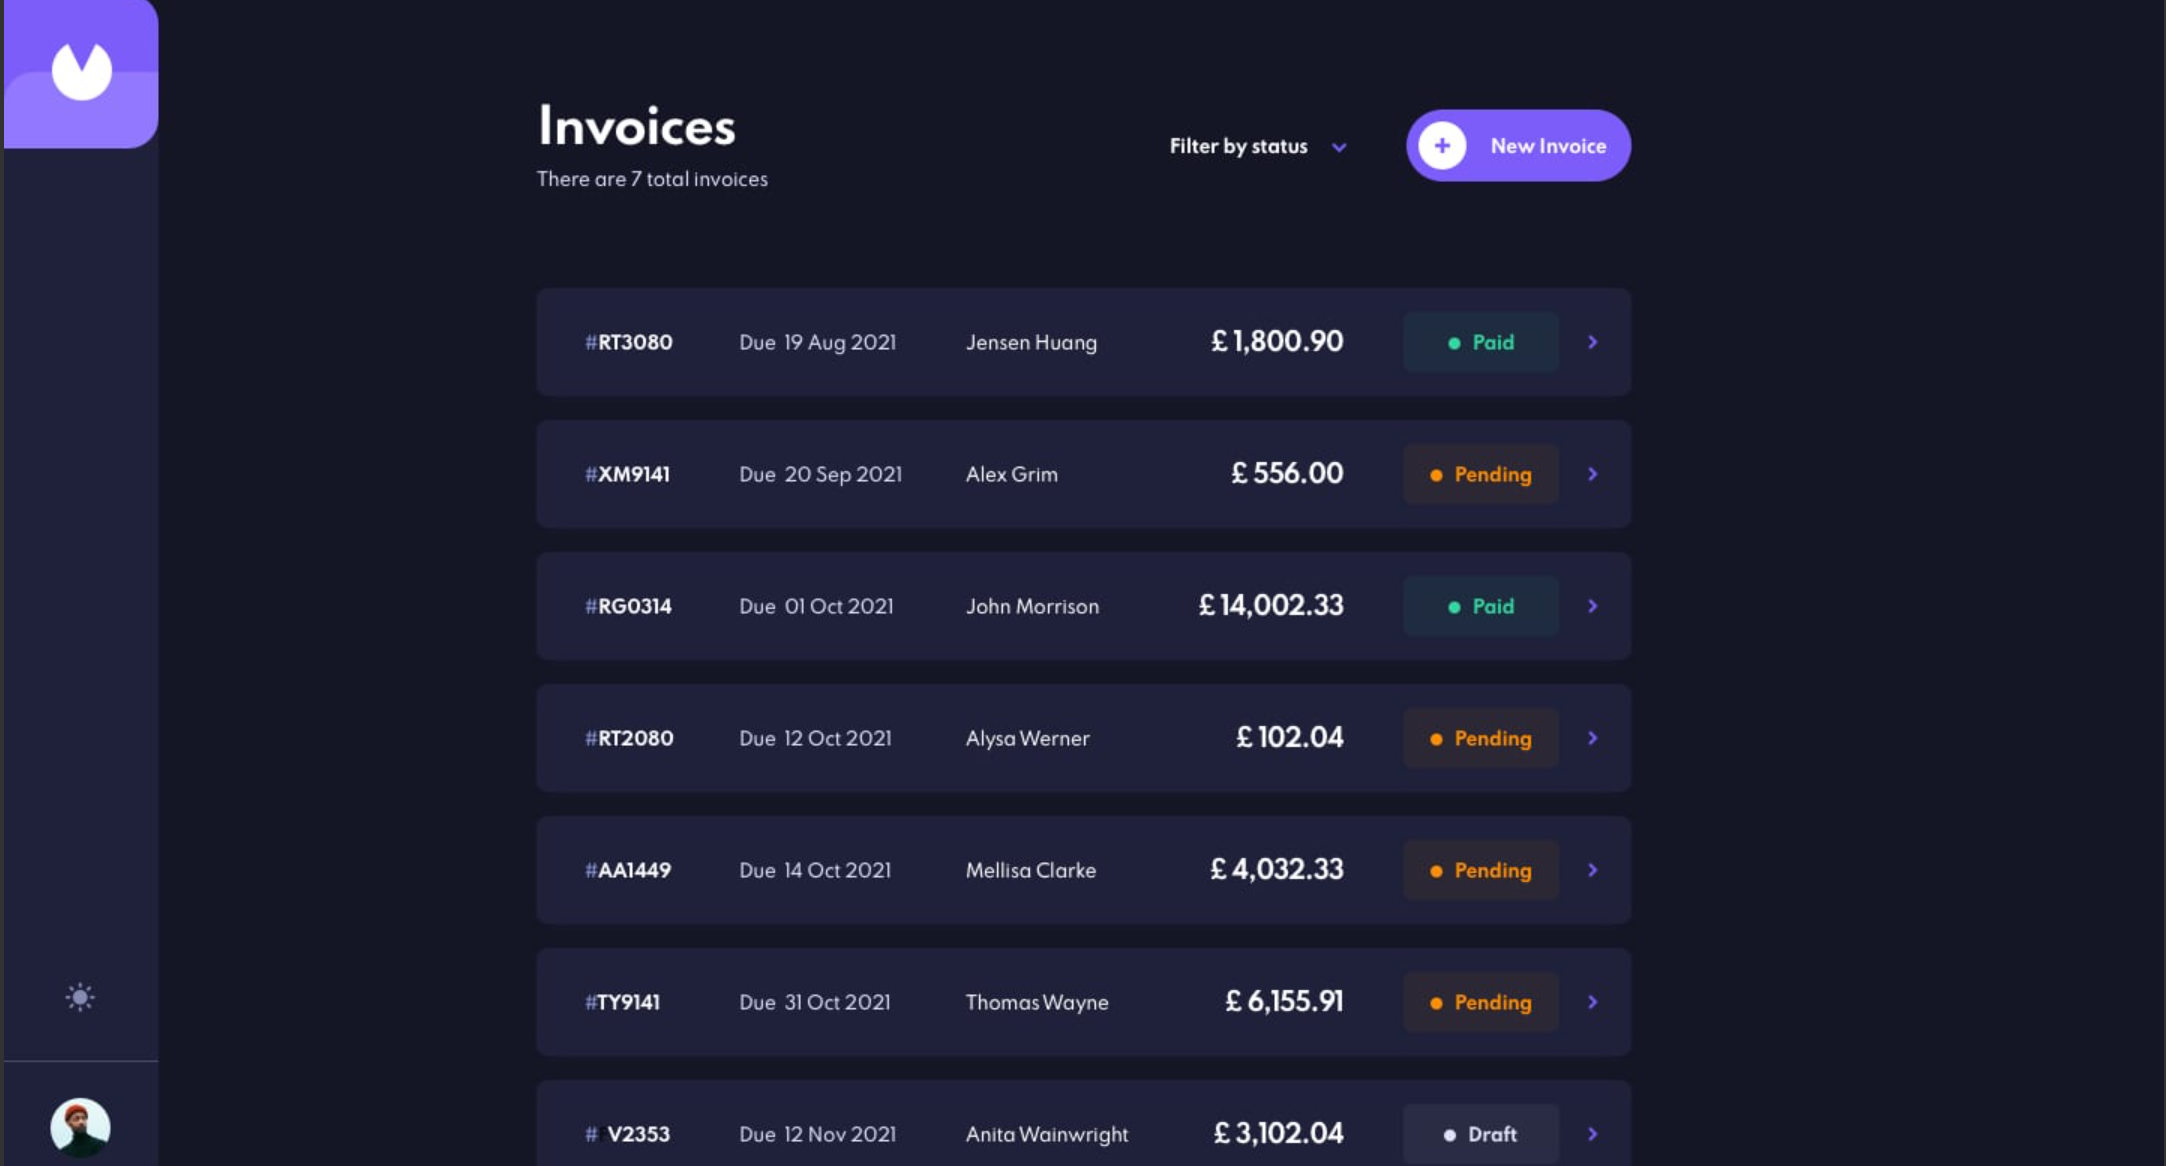 Invoices
There are 7 total invoices
Filter by status
New Invoice
#RT3080 Due 19 Aug 2021 Jensen Huang £ 1,800.90 Paid
#XM9141 Due 20 Sep 2021 Alex Grim £ 556.00 Pending
#RG0314 Due 01 Oct 2021 John Morrison £ 14,002.33 Paid
#RT2080 Due 12 Oct 2021 Alysa Werner £ 102.04 Pending
#AA1449 Due 14 Oct 2021 Mellisa Clarke £ 4,032.33 Pending
#TY9141 Due 31 Oct 2021 Thomas Wayne £ 6,155.91 Pending
# V2353 Due 12 Nov 2021 Anita Wainwright £ 3,102.04 Draft